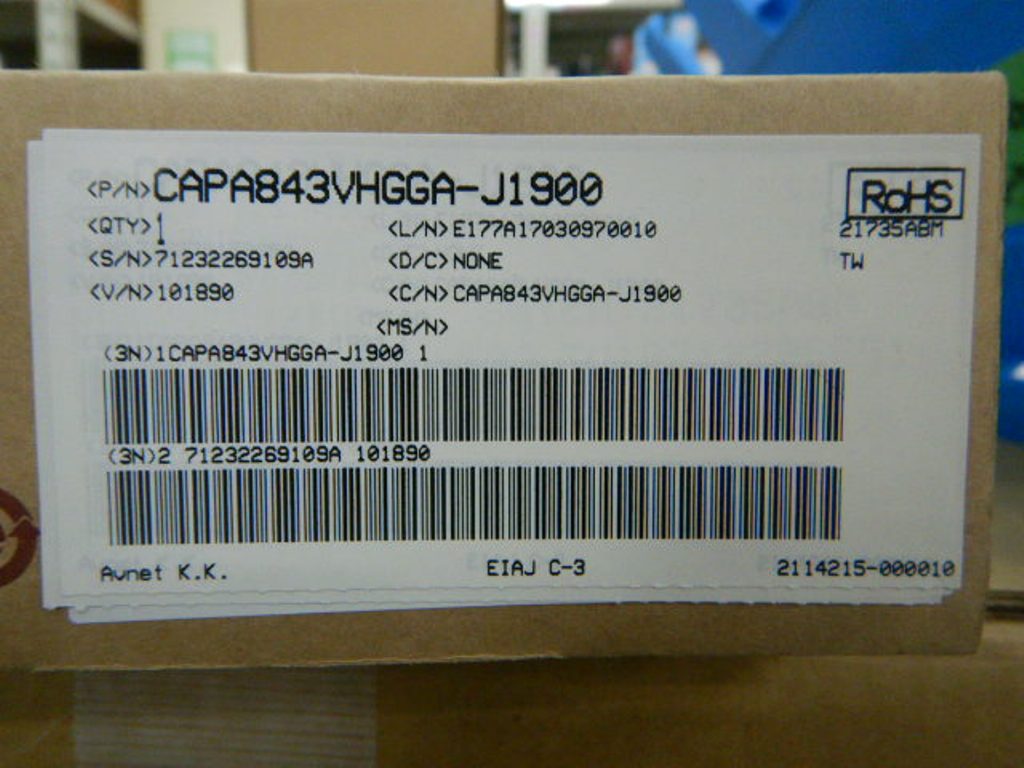 <P/N>CAPA843VHGGA-J1900
RoHS
<QTY>1 <L/N>E177A17030970010 21735ABM
<S/N>71232269109A <D/C>NONE TW
<V/N>101890 <C/N>CAPA843VHGGA-J1900
<MS/N>
(3N)1CAPA843VHGGA-J1900 1
(3N)2 71232269109A 101890
Avnet K.K. EIAJ C-3 2114215-000010